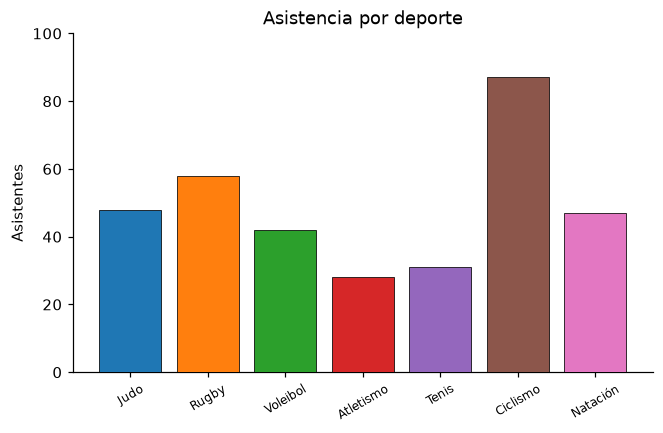 Asistencia por deporte
Asistentes
100
80
60
40
20
0
Judo
Rugby
Voleibol
Atletismo
Tenis
Ciclismo
Natación